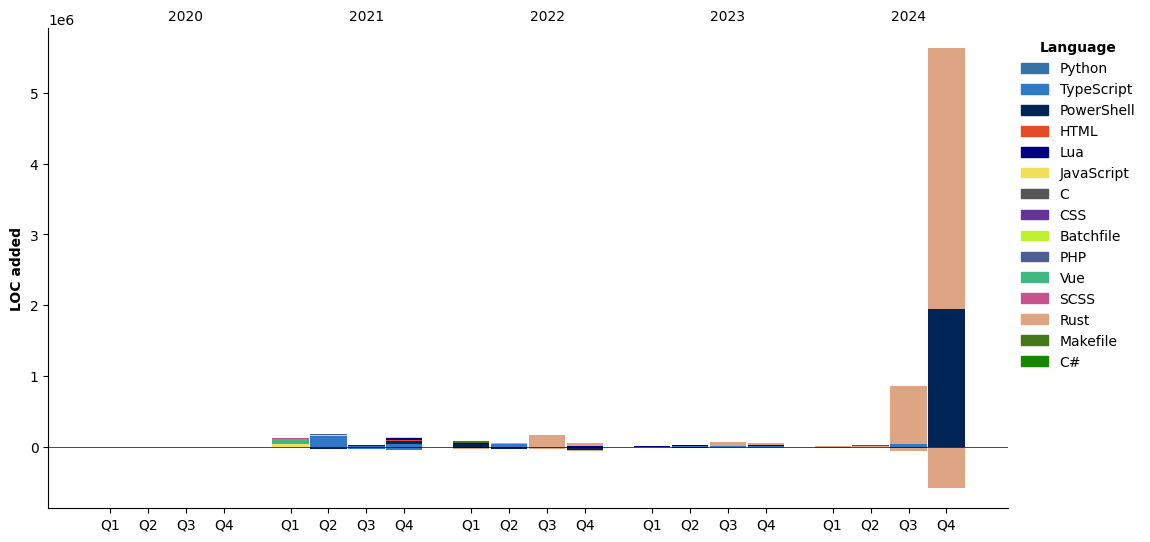 1e6
2020 2021 2022 2023 2024
Language
Python
TypeScript
PowerShell
HTML
Lua
JavaScript
C
CSS
Batchfile
PHP
Vue
SCSS
Rust
Makefile
C#
LOC added
5
4
3
2
1
0
Q1 Q2 Q3 Q4 Q1 Q2 Q3 Q4 Q1 Q2 Q3 Q4 Q1 Q2 Q3 Q4 Q1 Q2 Q3 Q4